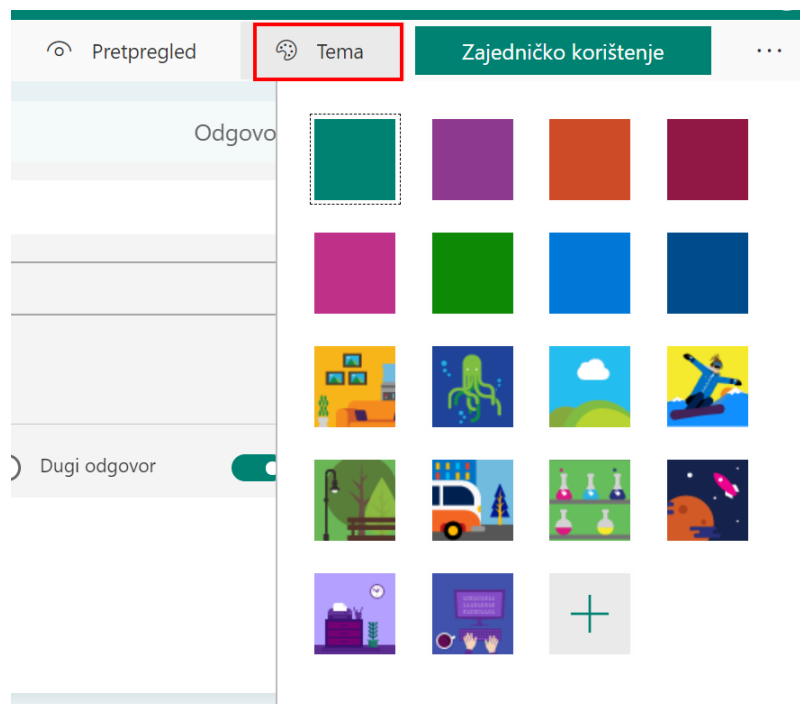 Pretpregled
Tema
Zajedničko korištenje
Odgovo
Dugi odgovor